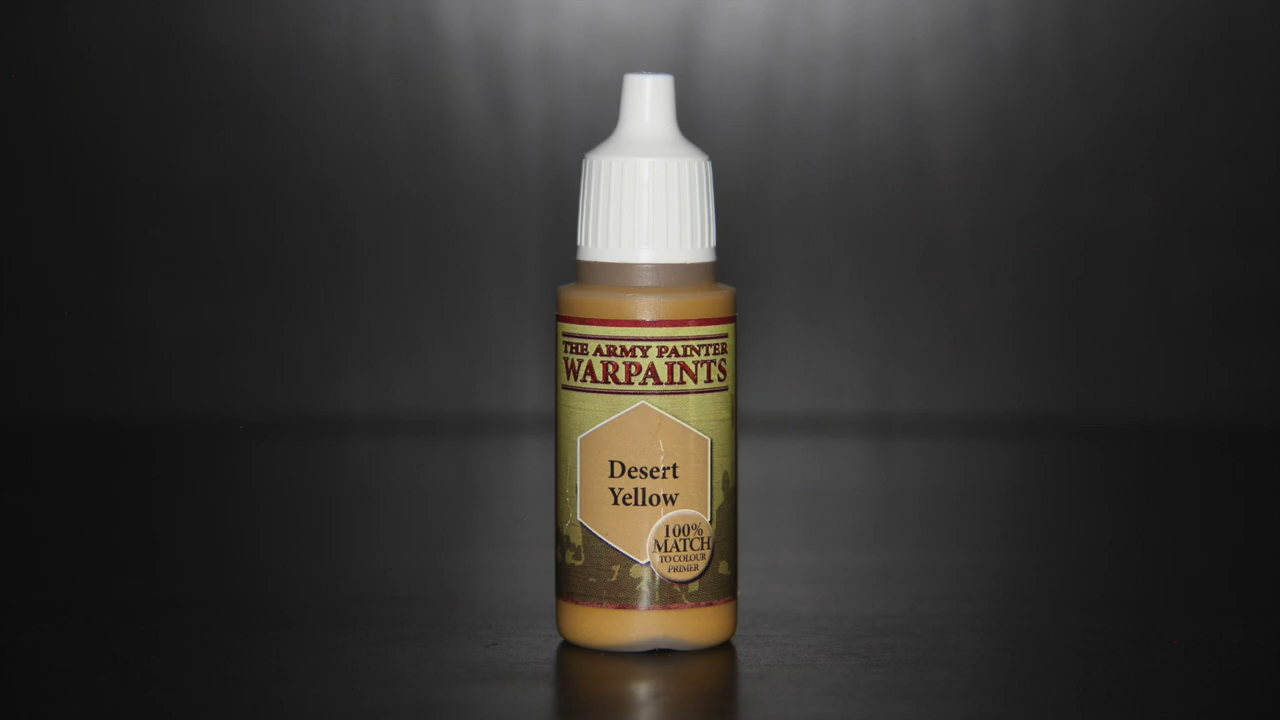 THE ARMY PAINTER
WARPAINTS
Desert
Yellow
100%
MATCH
TO COLOUR
PRIMER